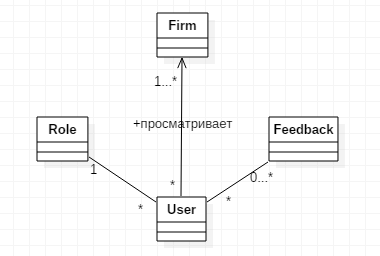 Firm
1...*
+просматривает
Role
Feedback
1
0...*
*
*
*
User